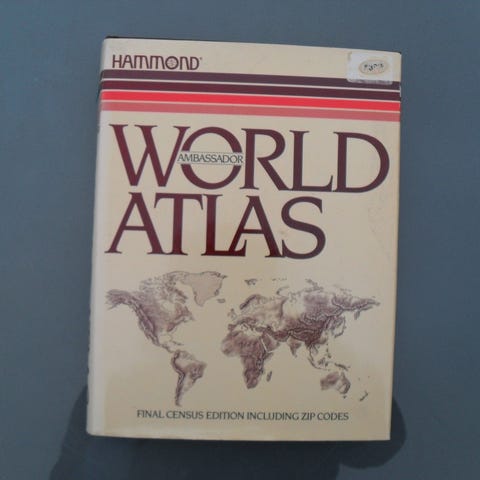 HAMMOND®
WORLD
AMBASSADOR
ATLAS
FINAL CENSUS EDITION INCLUDING ZIP CODES